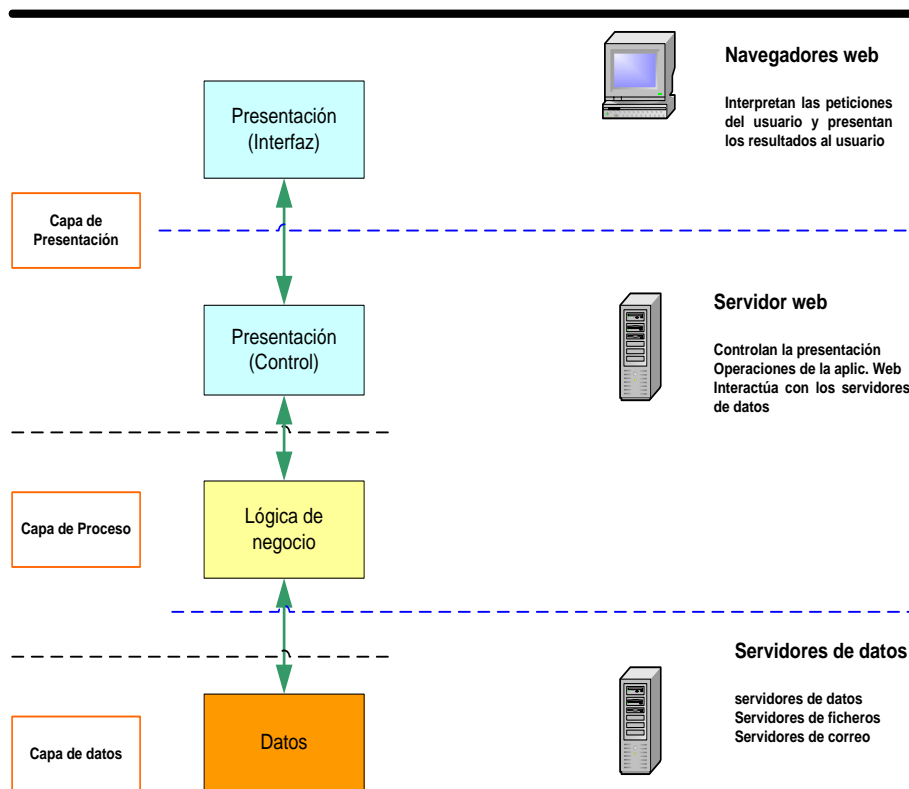 Navegadores web
Presentación
(Interfaz)
Interpretan las peticiones
del usuario y presentan
los resultados al usuario
Capa de
Presentación
Servidor web
Presentación
(Control)
Controlan la presentación
Operaciones de la aplic. Web
Interactúa con los servidores
de datos
Capa de Proceso
Lógica de
negocio
Servidores de datos
servidores de datos
Servidores de ficheros
Servidores de correo
Capa de datos
Datos